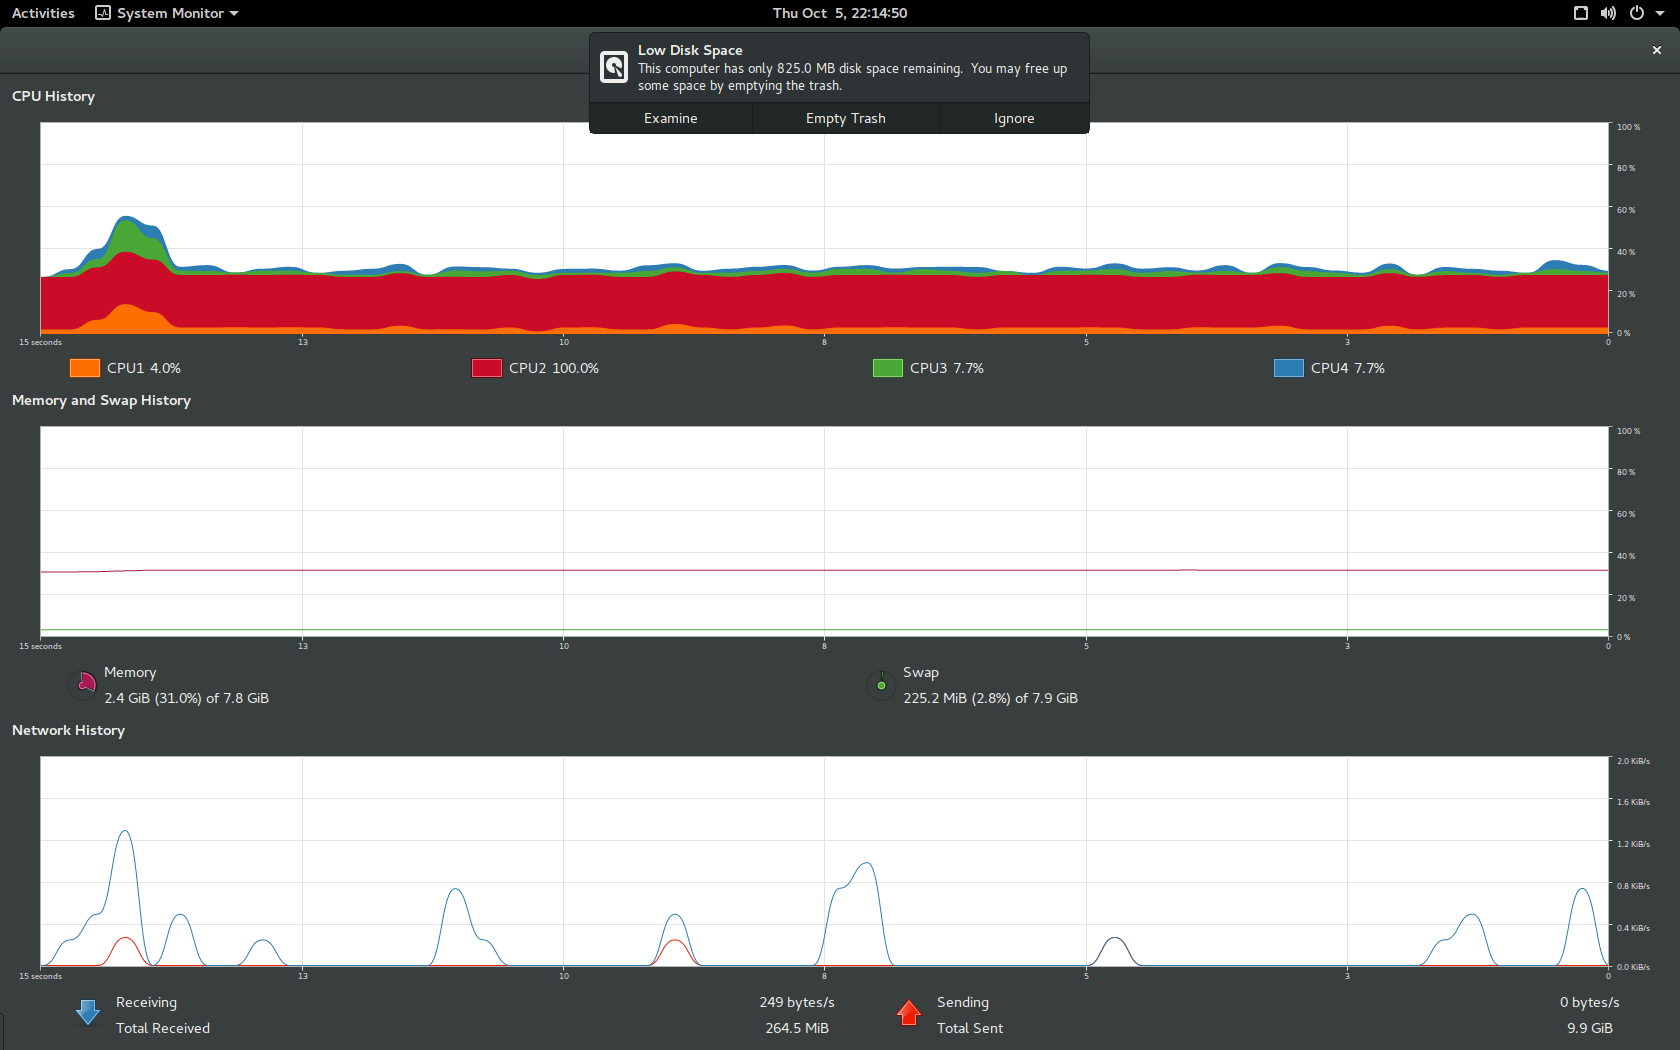 Activities
System Monitor
Thu Oct  5, 22:14:50
Low Disk Space
This computer has only 825.0 MB disk space remaining.  You may free up
some space by emptying the trash.
Examine
Empty Trash
Ignore
CPU History
100 %
80 %
60 %
40 %
20 %
0 %
15 seconds
13
10
8
5
3
0
CPU1 4.0%
CPU2 100.0%
CPU3 7.7%
CPU4 7.7%
Memory and Swap History
100 %
80 %
60 %
40 %
20 %
0 %
15 seconds
13
10
8
5
3
0
Memory
2.4 GiB (31.0%) of 7.8 GiB
Swap
225.2 MiB (2.8%) of 7.9 GiB
Network History
2.0 KiB/s
1.6 KiB/s
1.2 KiB/s
0.8 KiB/s
0.4 KiB/s
0.0 KiB/s
15 seconds
13
10
8
5
3
0
Receiving
249 bytes/s
Total Received
264.5 MiB
Sending
0 bytes/s
Total Sent
9.9 GiB